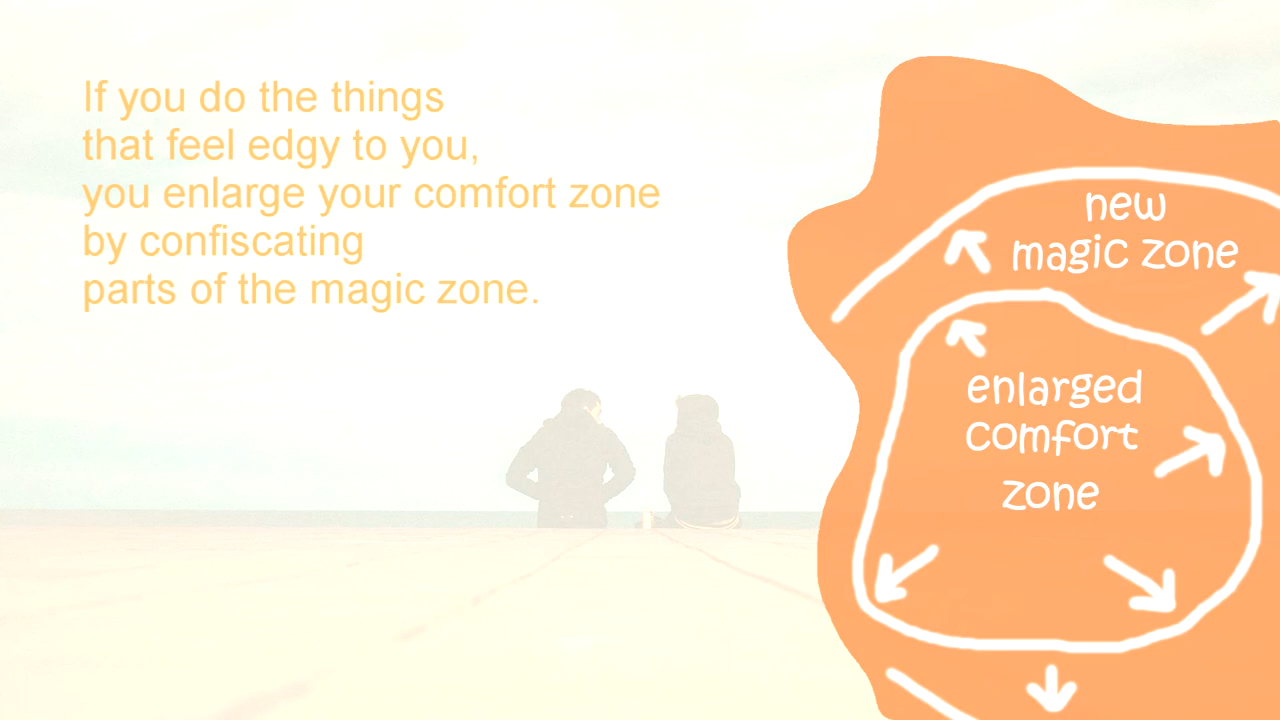 If you do the things
that feel edgy to you,
you enlarge your comfort zone
by confiscating
parts of the magic zone.
new
magic zone
enlarged
comfort
zone